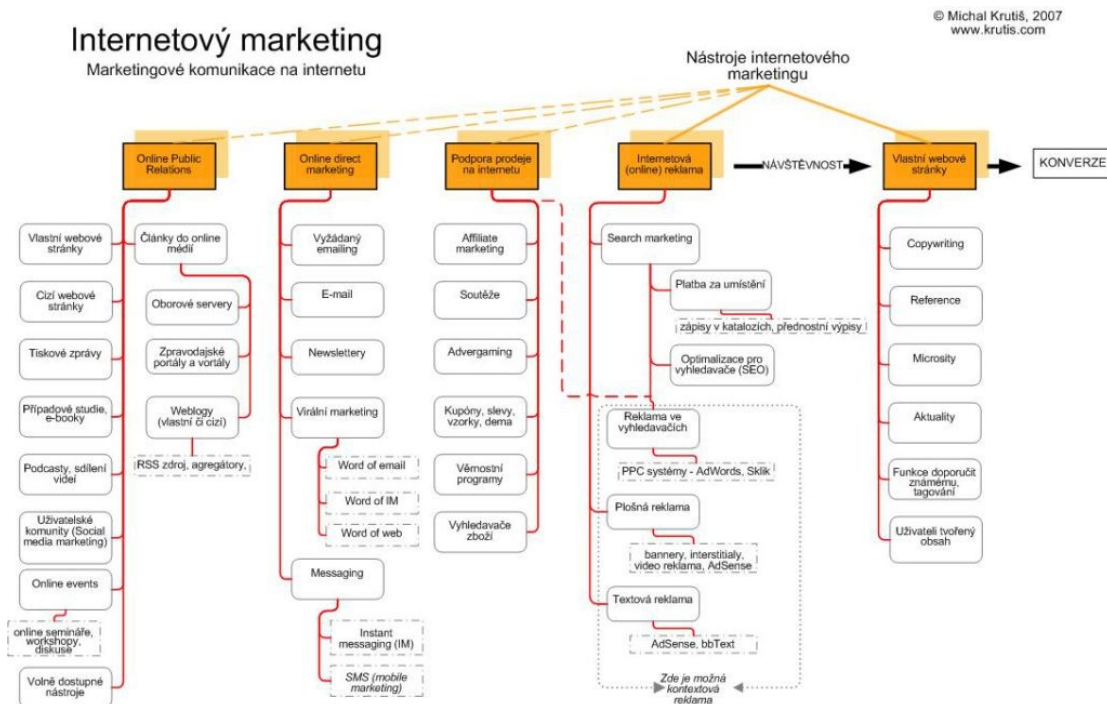 © Michal Krutiš, 2007
www.krutis.com
Internetový marketing
Marketingové komunikace na internetu
Nástroje internetového
marketingu
Online Public
Relations
Online direct
marketing
Podpora prodeje
na internetu
Internetová
(online) reklama
NÁVŠTĚVNOST
Vlastní webové
stránky
KONVERZE
Vlastní webové
stránky
Cizí webové
stránky
Tiskové zprávy
Případové studie,
e-booky
Podcasty, sdílení
videí
Uživatelské
komunity (Social
media marketing)
Online events
online semináře,
workshopy,
diskuse
Volně dostupné
nástroje
Články do online
médií
Oborové servery
Zpravodajské
portály a vortály
Weblogy
(vlastní či cizí)
RSS zdroj, agregátory,
Vyžádaný
emailing
E-mail
Newslettery
Virální marketing
Word of email
Word of IM
Word of web
Messaging
Instant
messaging (IM)
SMS (mobile
marketing)
Affiliate
marketing
Soutěže
Advergaming
Kupóny, slevy,
vzorky, dema
Věrnostní
programy
Vyhledavače
zboží
Search marketing
Platba za umístění
zápisy v katalozích, přednostní výpisy
Optimalizace pro
vyhledavače (SEO)
Reklama ve
vyhledavačích
PPC systémy - AdWords, Sklik
Plošná reklama
bannery, interstitialy,
video reklama, AdSense
Textová reklama
AdSense, bbText
Zde je možná
kontextová
reklama
Copywriting
Reference
Microsity
Aktuality
Funkce doporučit
známému,
tagování
Uživateli tvořený
obsah